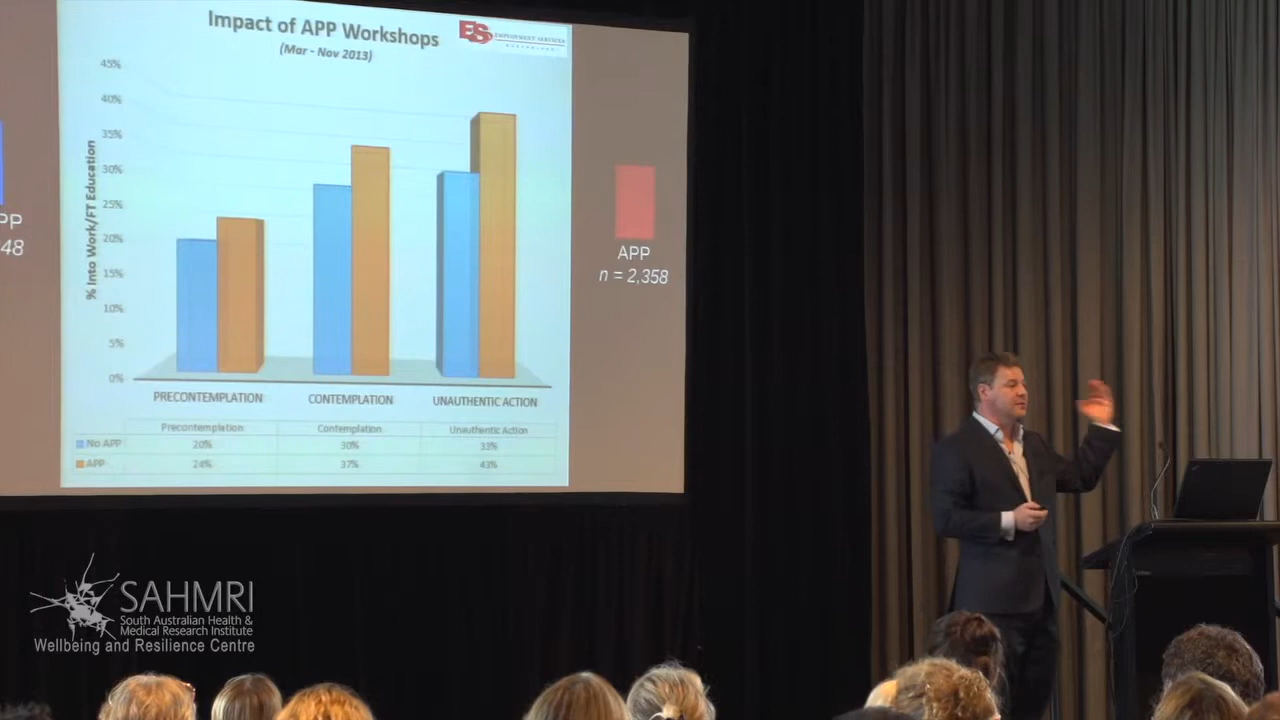 Impact of APP Workshops
(Mar - Nov 2013)
ES EMPLOYMENT SERVICES
QUEENSLAND
45%
40%
35%
30%
25%
20%
15%
10%
5%
0%
% Into Work/FT Education
PRECONTEMPLATION CONTEMPLATION UNAUTHENTIC ACTION
Precontemplation Contemplation Unauthentic Action
No APP 20% 30% 33%
APP 24% 37% 43%
PP
48
APP
n = 2,358
SAHMRI
South Australian Health &
Medical Research Institute
Wellbeing and Resilience Centre